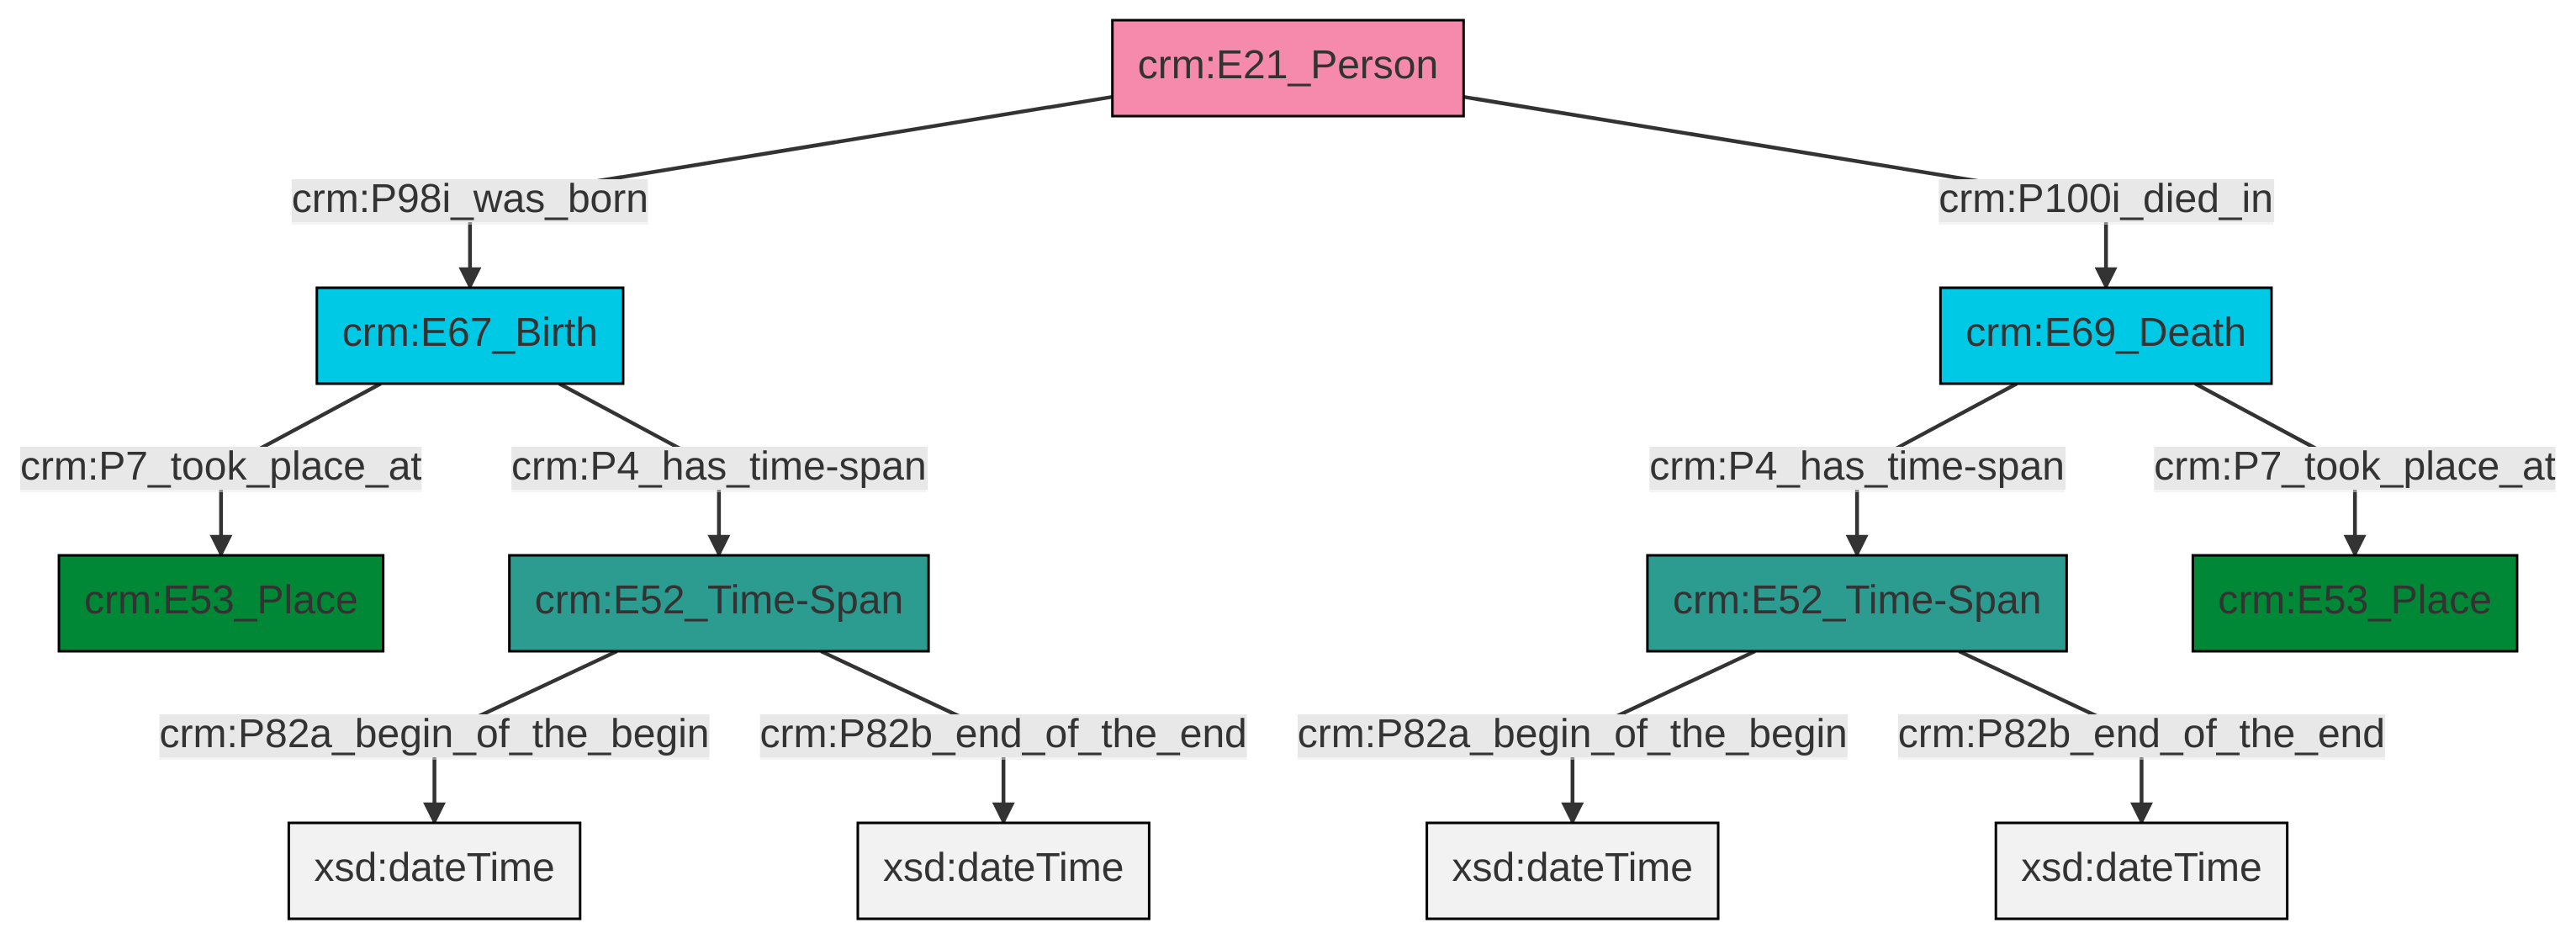 crm:E21_Person
crm:P98i_was_born
crm:P100i_died_in
crm:E67_Birth
crm:E69_Death
crm:P7_took_place_at
crm:P4_has_time-span
crm:P4_has_time-span
crm:P7_took_place_at
crm:E53_Place
crm:E52_Time-Span
crm:E52_Time-Span
crm:E53_Place
crm:P82a_begin_of_the_begin
crm:P82b_end_of_the_end
crm:P82a_begin_of_the_begin
crm:P82b_end_of_the_end
xsd:dateTime
xsd:dateTime
xsd:dateTime
xsd:dateTime